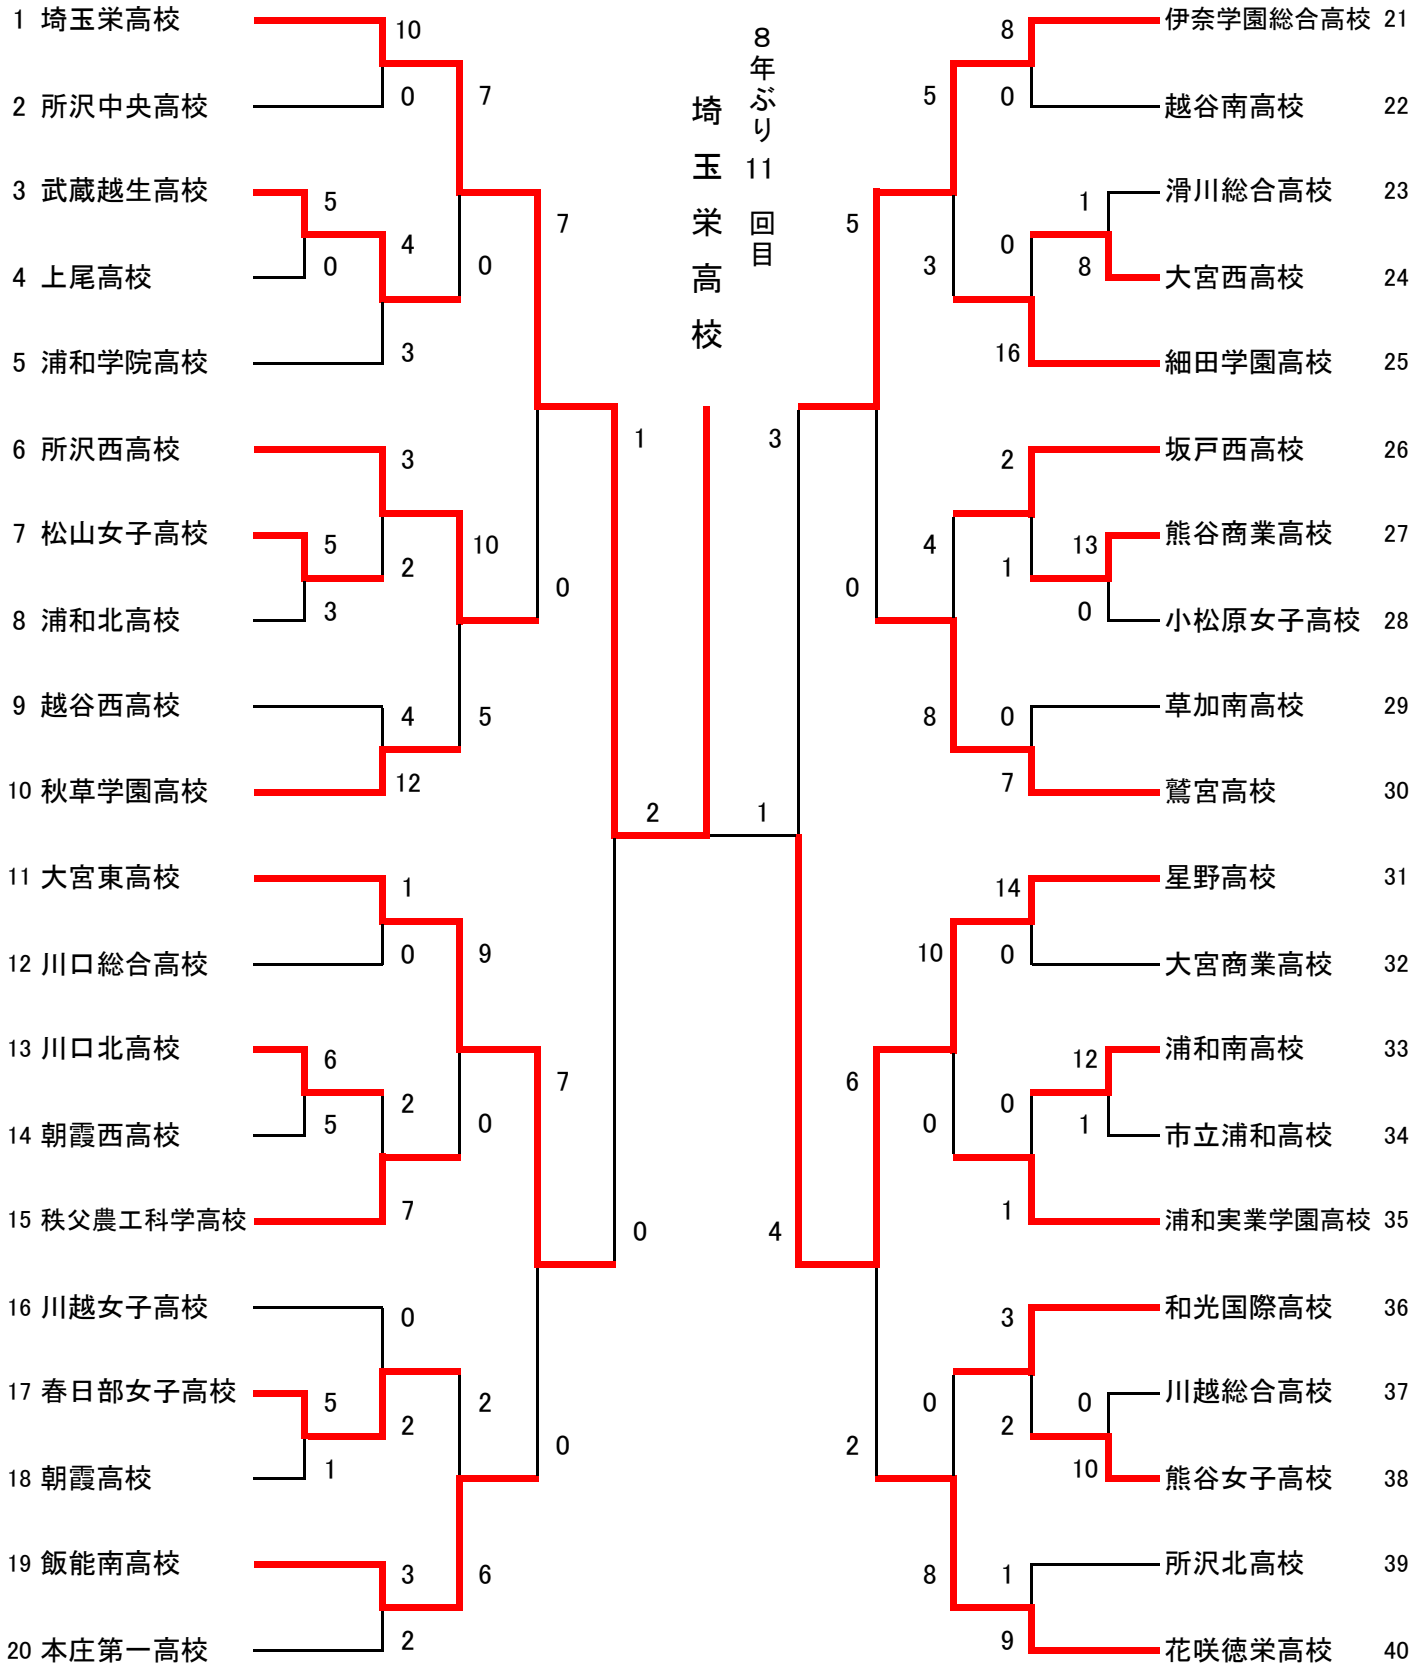 8年ぶり11回目
埼玉栄高校
1 埼玉栄高校
10
0
2 所沢中央高校
7
3 武蔵越生高校
5
0
4 上尾高校
4
3
5 浦和学院高校
0
7
6 所沢西高校
3
7 松山女子高校
5
3
8 浦和北高校
2
10
9 越谷西高校
4
12
10 秋草学園高校
5
0
1
11 大宮東高校
1
0
12 川口総合高校
9
13 川口北高校
6
5
14 朝霞西高校
2
7
15 秩父農工科学高校
0
7
16 川越女子高校
0
17 春日部女子高校
5
1
18 朝霞高校
2
2
19 飯能南高校
3
2
20 本庄第一高校
6
0
0
2
1
伊奈学園総合高校 21
8
0
越谷南高校 22
5
滑川総合高校 23
1
8
大宮西高校 24
0
16
細田学園高校 25
3
5
坂戸西高校 26
2
熊谷商業高校 27
13
0
小松原女子高校 28
1
4
草加南高校 29
0
7
鷲宮高校 30
8
0
3
星野高校 31
14
0
大宮商業高校 32
10
浦和南高校 33
12
1
市立浦和高校 34
0
1
浦和実業学園高校 35
0
6
和光国際高校 36
3
川越総合高校 37
0
10
熊谷女子高校 38
2
0
所沢北高校 39
1
9
花咲徳栄高校 40
8
2
4